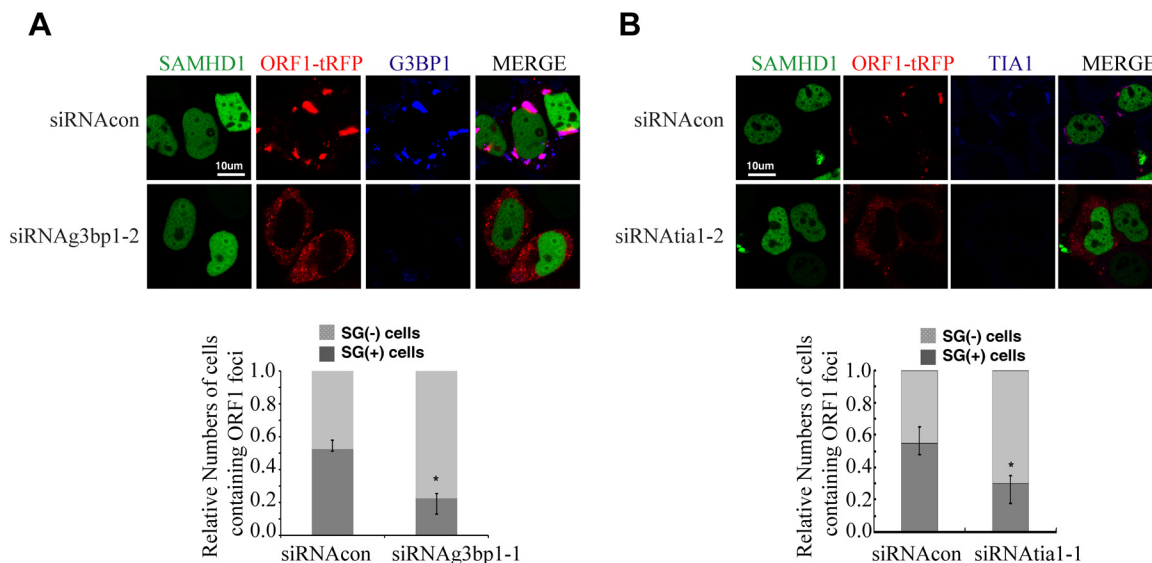 A
SAMHD1 ORF1-tRFP G3BP1 MERGE
siRNAcon
10um
siRNAg3bp1-2
SG(-) cells
SG(+) cells
Relative Numbers of cells
containing ORF1 foci
1.0
0.8
0.6
0.4
0.2
0.0
*
siRNAcon siRNAg3bp1-1
B
SAMHD1 ORF1-tRFP TIA1 MERGE
siRNAcon
10um
siRNAtia1-2
SG(-) cells
SG(+) cells
Relative Numbers of cells
containing ORF1 foci
1.0
0.8
0.6
0.4
0.2
0.0
*
siRNAcon siRNAtia1-1